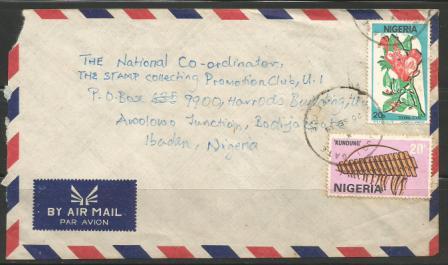 THE National Co-ordinator,
THE STAMP collecting Promotion Club, U.I
P.O. Box 9900, Harrods Building,
Awolowo Junction, Bodija
Ibadan, Nigeria
NIGERIA
20k
'KUNDUNG' 20k
NIGERIA
BY AIR MAIL
PAR AVION